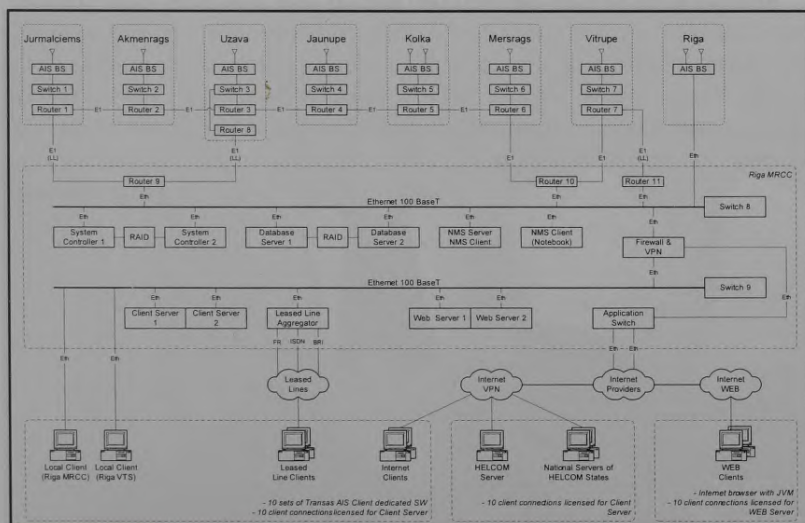 Jurmalciems Akmenrags Uzava Jaunupe Kolka Mersrags Vitrupe Riga
AIS BS AIS BS AIS BS AIS BS AIS BS AIS BS AIS BS AIS BS
Switch 1 Switch 2 Switch 3 Switch 4 Switch 5 Switch 6 Switch 7
Router 1 E1 Router 2 E1 Router 3 E1 Router 4 E1 Router 5 E1 Router 6 Router 7
Router 8
E1
(LL)
E1
(LL)
E1
E1
E1
(LL)
Eth
Riga MRCC
Router 9 Router 10 Router 11
Eth Eth Eth
Ethernet 100 BaseT
Switch 8
Eth Eth Eth Eth Eth Eth Eth
System
Controller 1
RAID
System
Controller 2
Database
Server 1
RAID
Database
Server 2
NMS Server
NMS Client
NMS Client
(Notebook)
Firewall &
VPN
Eth
Ethernet 100 BaseT
Switch 9
Eth Eth Eth Eth Eth Eth
Client Server
1
Client Server
2
Leased Line
Aggregator
Web Server 1 Web Server 2
Application
Switch
Eth
FR ISDN BRI
Eth Eth
Eth Eth
Leased
Lines
Internet
VPN
Internet
Providers
Internet
WEB
Local Client
(Riga MRCC)
Local Client
(Riga VTS)
Leased
Line Clients
Internet
Clients
HELCOM
Server
National Servers of
HELCOM States
WEB
Clients
- 10 sets of Transas AIS Client dedicated SW
- 10 client connections licensed for Client Server
- 10 client connections licensed for Client
Server
- Internet browser with JVM
- 10 client connections licensed for
WEB Server